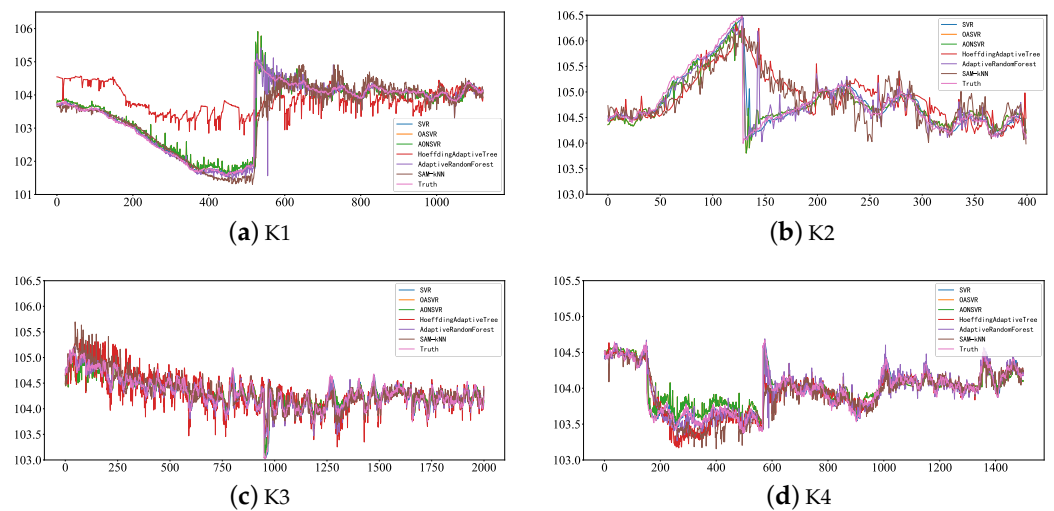 106
105
104
103
102
101
0 200 400 600 800 1000
SVR
OASVR
AONSVR
HoeffdingAdaptiveTree
AdaptiveRandomForest
SAM-kNN
Truth
(a) K1
106.5
106.0
105.5
105.0
104.5
104.0
103.5
103.0
0 50 100 150 200 250 300 350 400
SVR
OASVR
AONSVR
HoeffdingAdaptiveTree
AdaptiveRandomForest
SAM-kNN
Truth
(b) K2
106.5
106.0
105.5
105.0
104.5
104.0
103.5
103.0
0 250 500 750 1000 1250 1500 1750 2000
SVR
OASVR
AONSVR
HoeffdingAdaptiveTree
AdaptiveRandomForest
SAM-kNN
Truth
(c) K3
105.5
105.0
104.5
104.0
103.5
103.0
0 200 400 600 800 1000 1200 1400
SVR
OASVR
AONSVR
HoeffdingAdaptiveTree
AdaptiveRandomForest
SAM-kNN
Truth
(d) K4